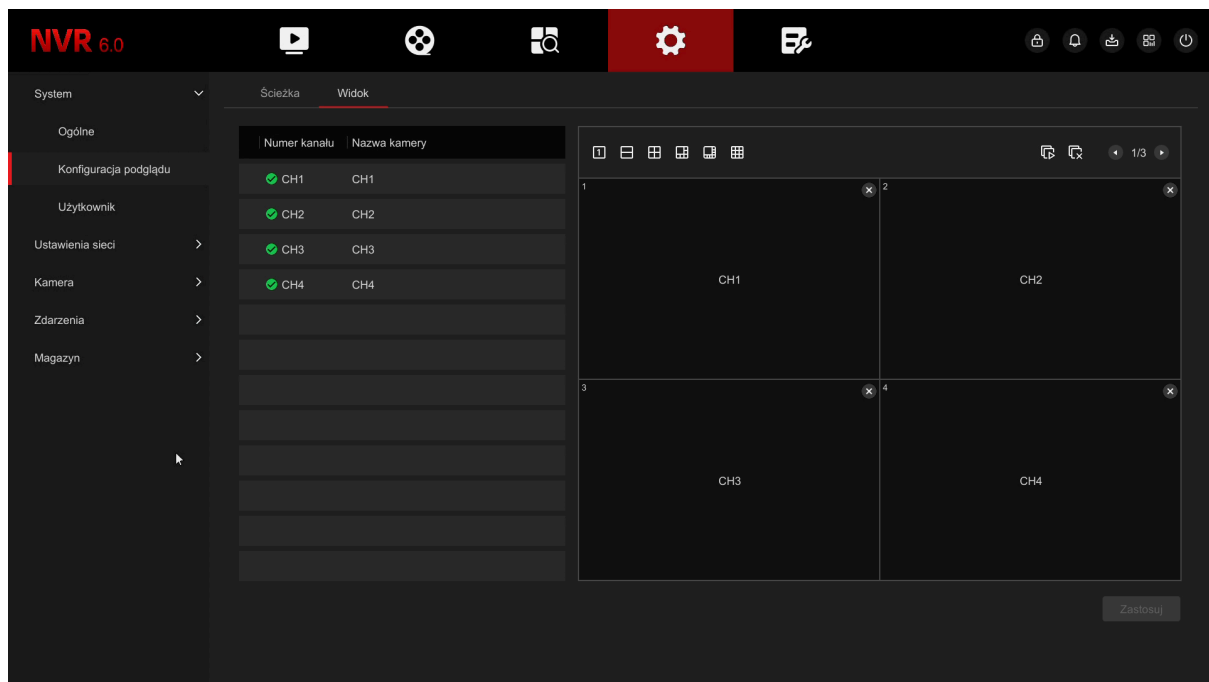 NVR 6.0
System
Ogólne
Konfiguracja podglądu
Użytkownik
Ustawienia sieci
Kamera
Zdarzenia
Magazyn
Ścieżka Widok
Numer kanału Nazwa kamery
CH1 CH1
CH2 CH2
CH3 CH3
CH4 CH4
1 1/3
1 2
CH1 CH2
3 4
CH3 CH4
Zastosuj